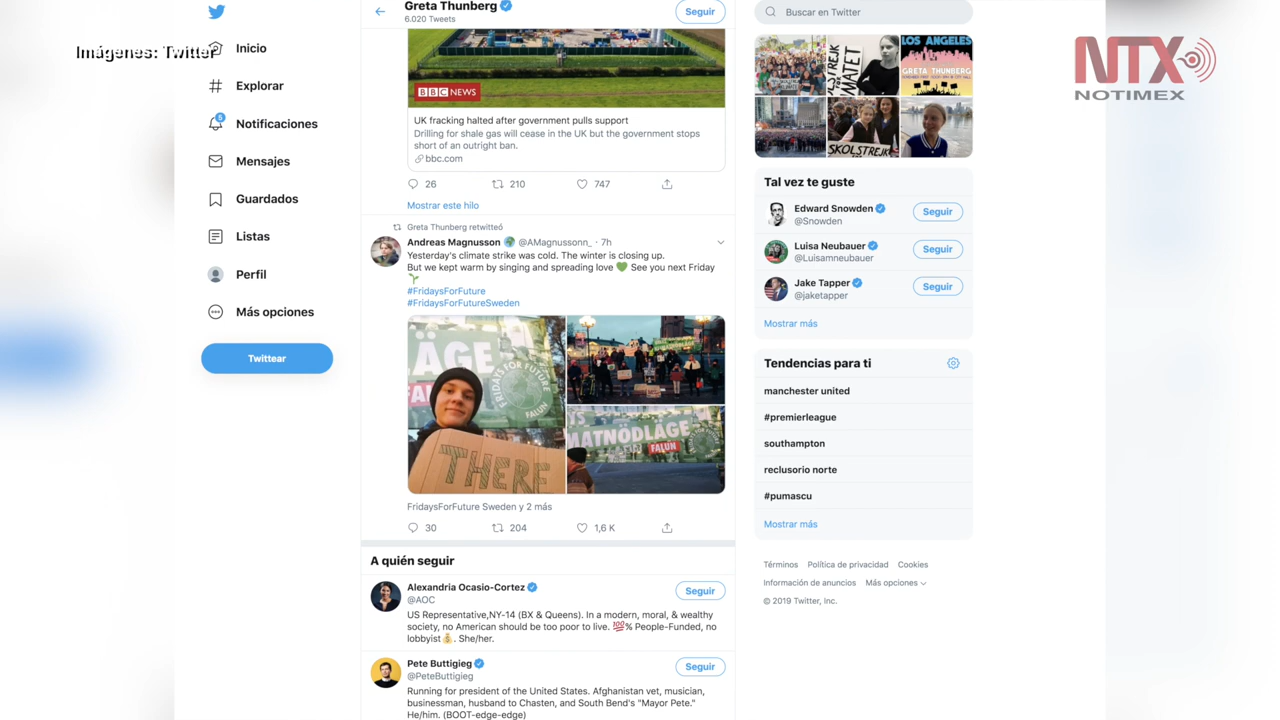 Imágenes: Twitter
NTX
NOTIMEX
Inicio
Explorar
5
Notificaciones
Mensajes
Guardados
Listas
Perfil
Más opciones
Twittear
Greta Thunberg
6.020 Tweets
Seguir
BBC NEWS
UK fracking halted after government pulls support
Drilling for shale gas will cease in the UK but the government stops
short of an outright ban.
bbc.com
26 210 747
Mostrar este hilo
Greta Thunberg retwitteó
Andreas Magnusson 🌍 @AMagnussonn_ · 7h
Yesterday's climate strike was cold. The winter is closing up.
But we kept warm by singing and spreading love 💚 See you next Friday
🌱
#FridaysForFuture
#FridaysForFutureSweden
FRIDAYS FOR FUTURE
FALUN
THERE
MATNÖDLÄGE
FALUN
FridaysForFuture Sweden y 2 más
30 204 1,6 K
A quién seguir
Alexandria Ocasio-Cortez
@AOC
Seguir
US Representative,NY-14 (BX & Queens). In a modern, moral, & wealthy
society, no American should be too poor to live. 💯% People-Funded, no
lobbyist💰. She/her.
Pete Buttigieg
@PeteButtigieg
Seguir
Running for president of the United States. Afghanistan vet, musician,
businessman, husband to Chasten, and South Bend's "Mayor Pete."
He/him. (BOOT-edge-edge)
Buscar en Twitter
LOS ANGELES
GRETA THUNBERG
SKOLSTREJK
Tal vez te guste
Edward Snowden
@Snowden
Seguir
Luisa Neubauer
@Luisamneubauer
Seguir
Jake Tapper
@jaketapper
Seguir
Mostrar más
Tendencias para ti
manchester united
#premierleague
southampton
reclusorio norte
#pumascu
Mostrar más
Términos Política de privacidad Cookies
Información de anuncios Más opciones
© 2019 Twitter, Inc.